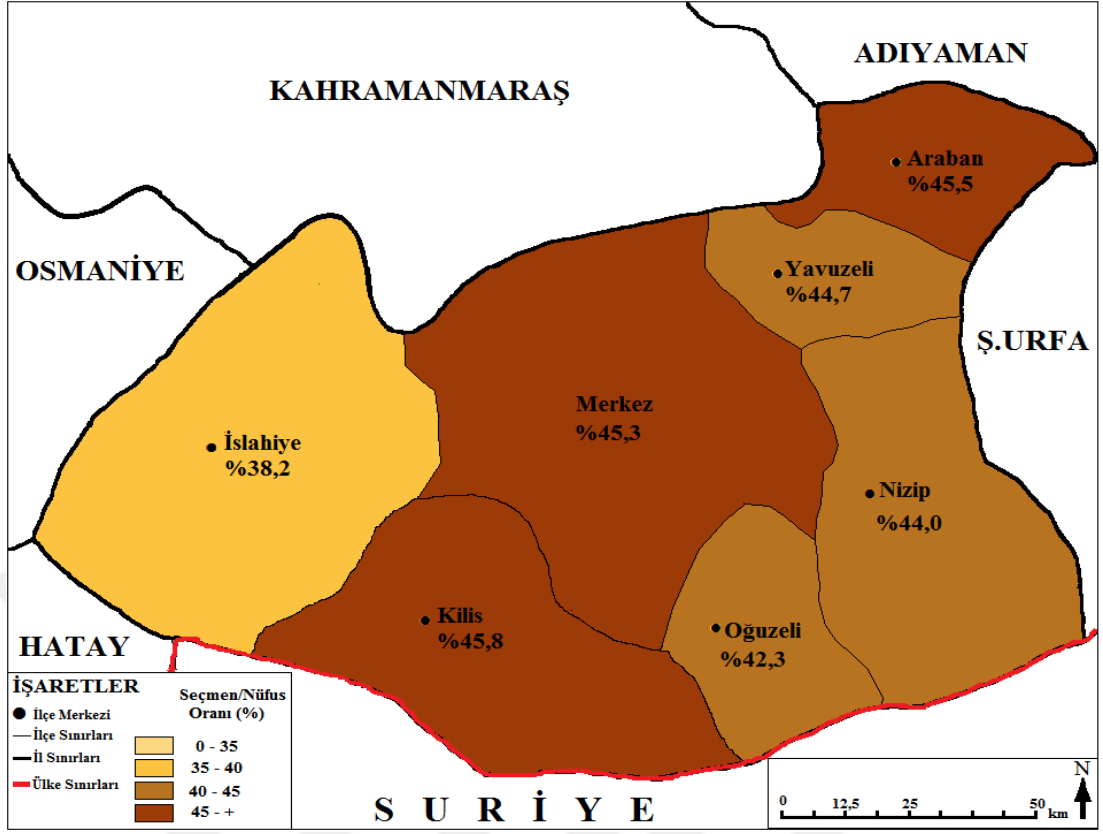 ADIYAMAN
KAHRAMANMARAŞ
Araban
%45,5
OSMANİYE
Yavuzeli
%44,7
Ş.URFA
Merkez
%45,3
İslahiye
%38,2
Nizip
%44,0
Kilis
%45,8
Oğuzeli
%42,3
HATAY
İŞARETLER
İlçe Merkezi
İlçe Sınırları
İl Sınırları
Ülke Sınırları
Seçmen/Nüfus
Oranı (%)
0 - 35
35 - 40
40 - 45
45 - +
SURİYE
N
0 12,5 25 50 km